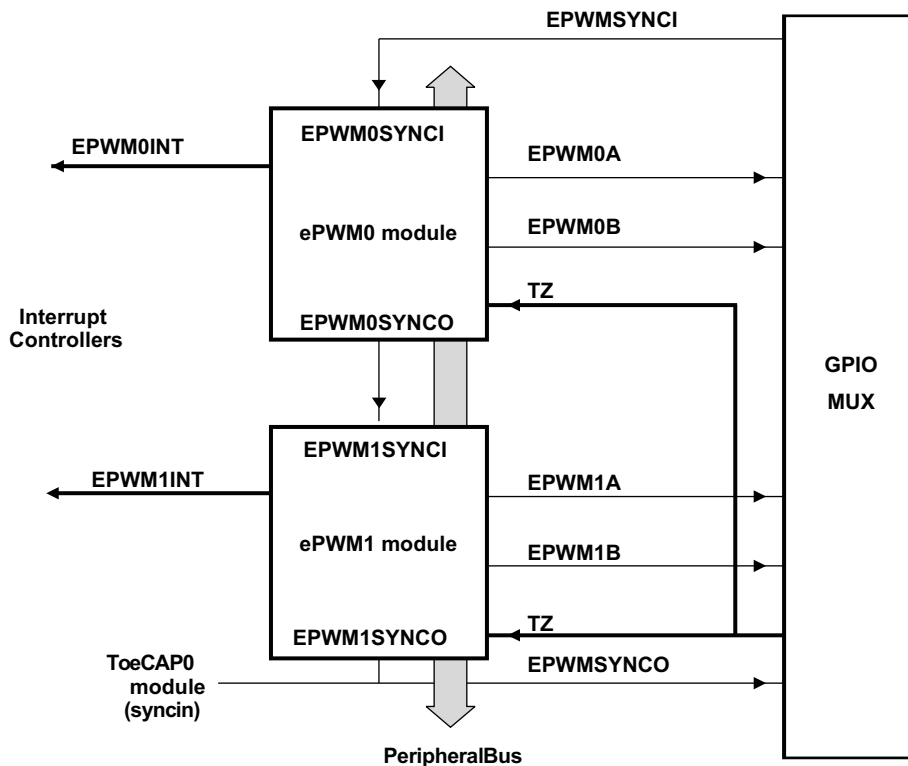 EPWMSYNCI
EPWM0SYNCI
EPWM0INT
EPWM0A
ePWM0 module
EPWM0B
TZ
EPWM0SYNCO
Interrupt
Controllers
GPIO
MUX
EPWM1SYNCI
EPWM1INT
EPWM1A
ePWM1 module
EPWM1B
TZ
EPWM1SYNCO
ToeCAP0
module
(syncin)
EPWMSYNCO
PeripheralBus